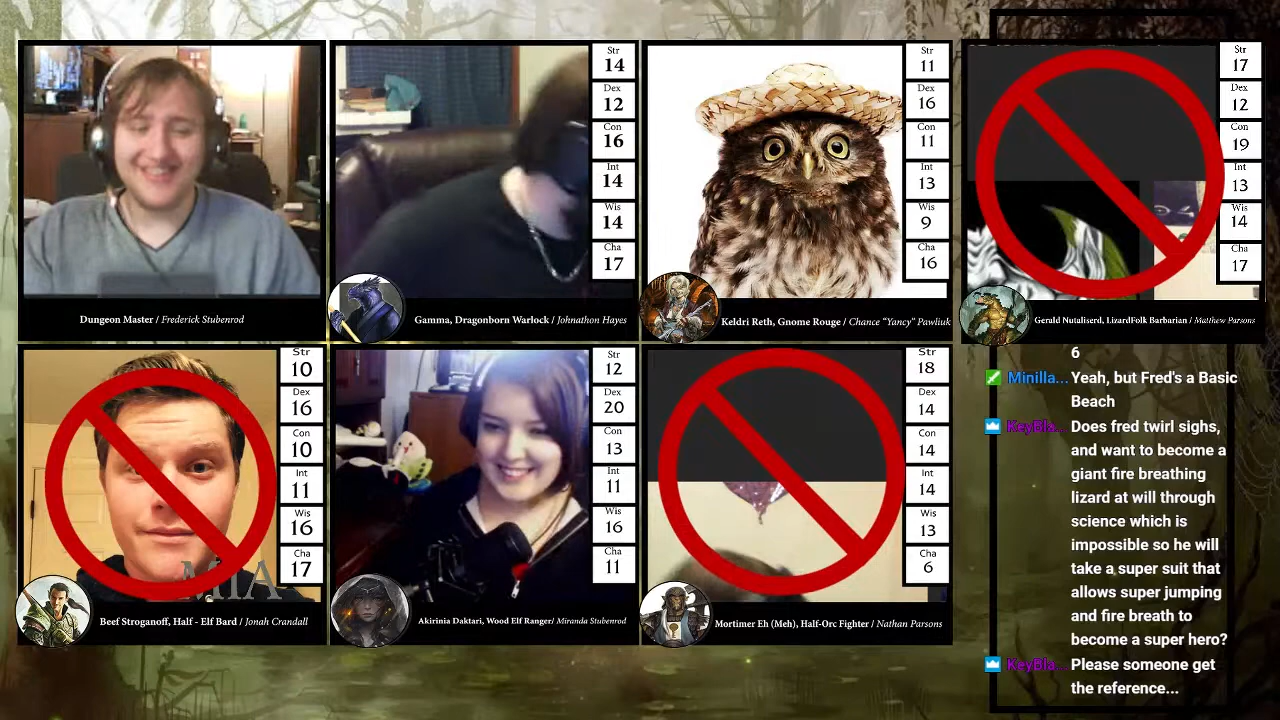 Str
14
Dex
12
Con
16
Int
14
Wis
14
Cha
17
Str
11
Dex
16
Con
11
Int
13
Wis
9
Cha
16
Str
17
Dex
12
Con
19
Int
13
Wis
14
Cha
17
Dungeon Master / Frederick Stubenrod
Gamma, Dragonborn Warlock / Johnathon Hayes
Keldri Reth, Gnome Rouge / Chance "Yancy" Pawliuk
Gerald Nutaliserd, LizardFolk Barbarian / Matthew Parsons
Str
10
Dex
16
Con
10
Int
11
Wis
16
Cha
17
MIA
Str
12
Dex
20
Con
13
Int
11
Wis
16
Cha
11
Str
18
Dex
14
Con
14
Int
14
Wis
13
Cha
6
Beef Stroganoff, Half - Elf Bard / Jonah Crandall
Akirinia Daktari, Wood Elf Ranger/ Miranda Stubenrod
Mortimer Eh (Meh), Half-Orc Fighter / Nathan Parsons
6
Minilla... Yeah, but Fred's a Basic
Beach
KeyBla... Does fred twirl sighs,
and want to become a
giant fire breathing
lizard at will through
science which is
impossible so he will
take a super suit that
allows super jumping
and fire breath to
become a super hero?
KeyBla... Please someone get
the reference...